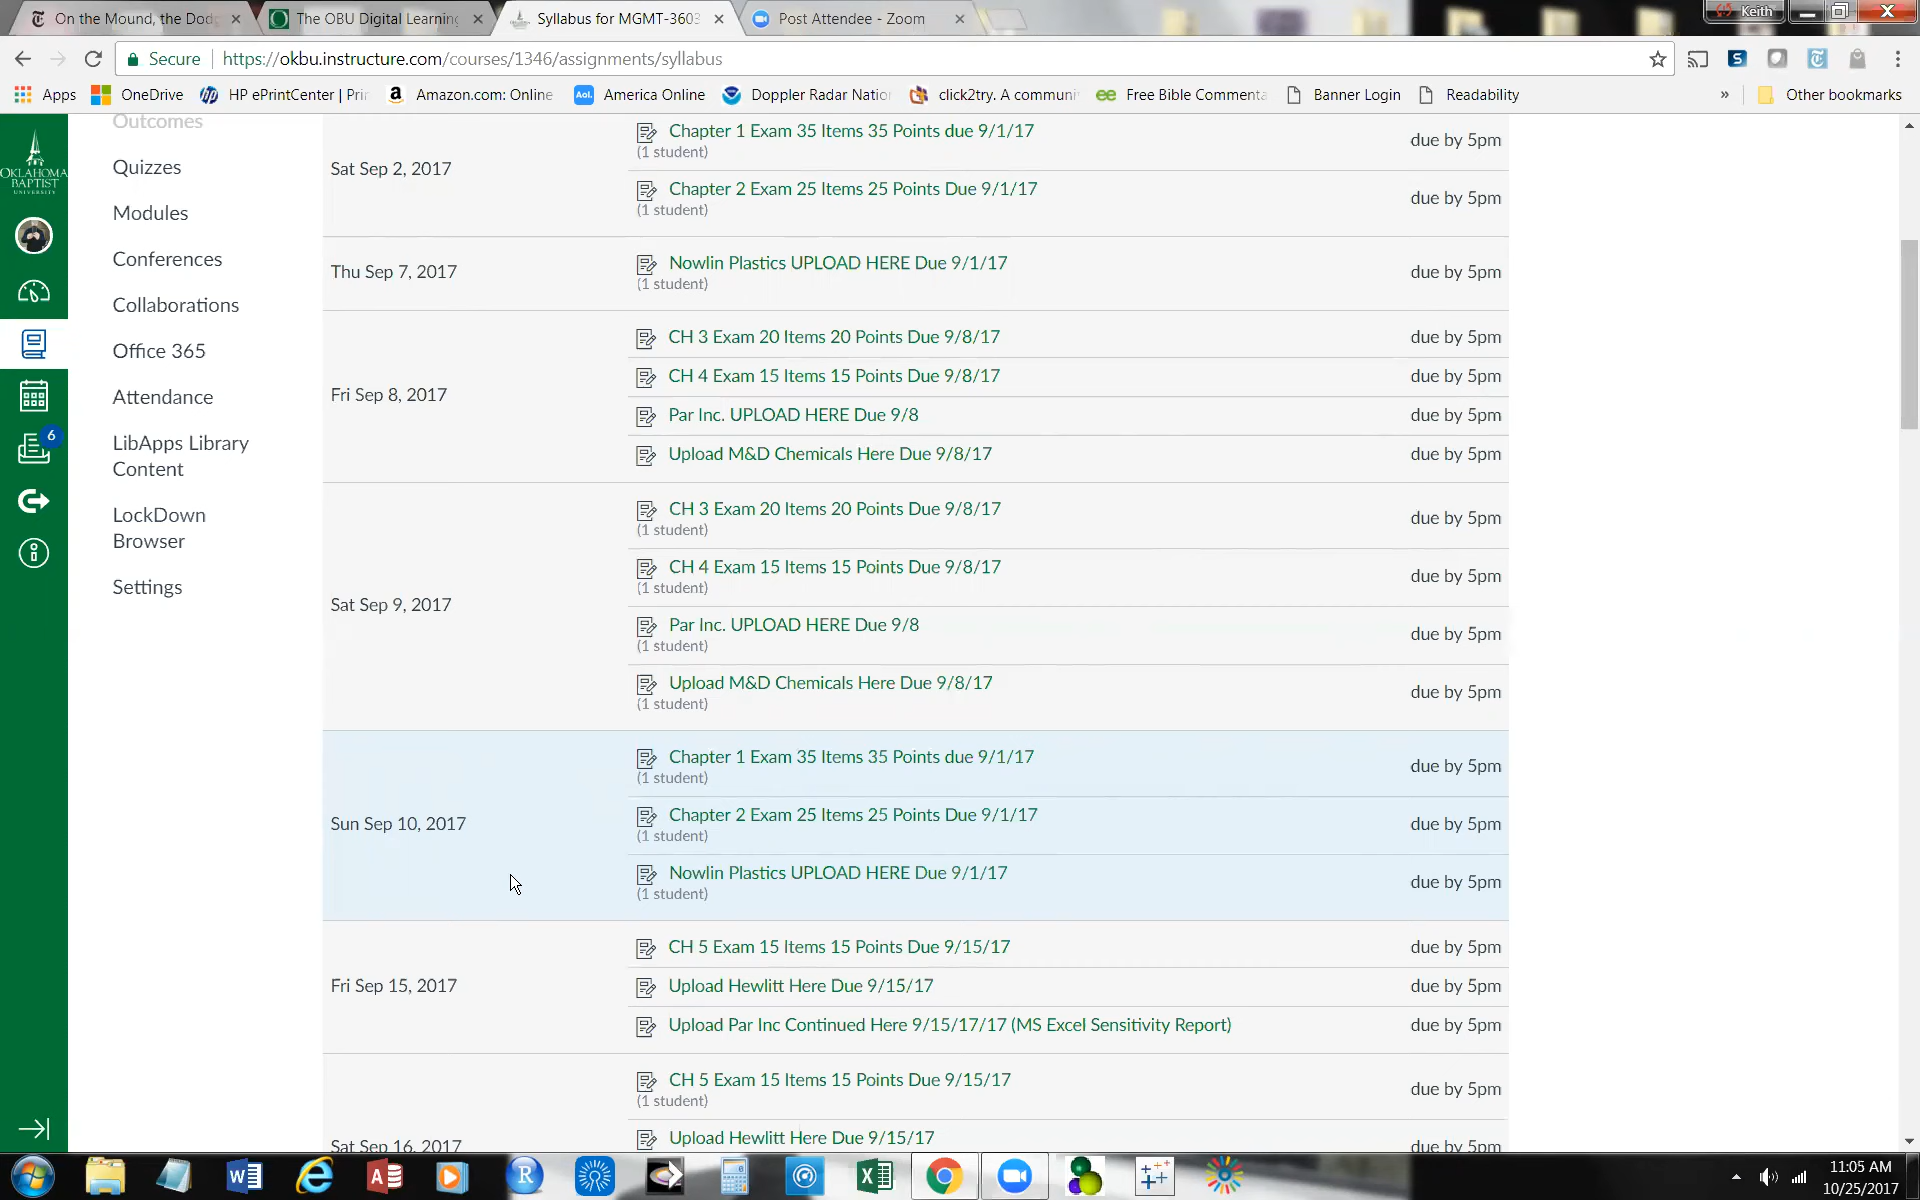 On the Mound, the Dod
The OBU Digital Learning
Syllabus for MGMT-3603
Post Attendee - Zoom
Keith
Secure
https://okbu.instructure.com/courses/1346/assignments/syllabus
Apps
OneDrive
HP ePrintCenter | Pri
Amazon.com: Online
America Online
Doppler Radar Natio
click2try. A communi
Free Bible Commenta
Banner Login
Readability
»
Other bookmarks
OKLAHOMA
BAPTIST
UNIVERSITY
6
Outcomes
Quizzes
Modules
Conferences
Collaborations
Office 365
Attendance
LibApps Library
Content
LockDown
Browser
Settings
Sat Sep 2, 2017
Chapter 1 Exam 35 Items 35 Points due 9/1/17
(1 student)
due by 5pm
Chapter 2 Exam 25 Items 25 Points Due 9/1/17
(1 student)
due by 5pm
Thu Sep 7, 2017
Nowlin Plastics UPLOAD HERE Due 9/1/17
(1 student)
due by 5pm
Fri Sep 8, 2017
CH 3 Exam 20 Items 20 Points Due 9/8/17
due by 5pm
CH 4 Exam 15 Items 15 Points Due 9/8/17
due by 5pm
Par Inc. UPLOAD HERE Due 9/8
due by 5pm
Upload M&D Chemicals Here Due 9/8/17
due by 5pm
Sat Sep 9, 2017
CH 3 Exam 20 Items 20 Points Due 9/8/17
(1 student)
due by 5pm
CH 4 Exam 15 Items 15 Points Due 9/8/17
(1 student)
due by 5pm
Par Inc. UPLOAD HERE Due 9/8
(1 student)
due by 5pm
Upload M&D Chemicals Here Due 9/8/17
(1 student)
due by 5pm
Sun Sep 10, 2017
Chapter 1 Exam 35 Items 35 Points due 9/1/17
(1 student)
due by 5pm
Chapter 2 Exam 25 Items 25 Points Due 9/1/17
(1 student)
due by 5pm
Nowlin Plastics UPLOAD HERE Due 9/1/17
(1 student)
due by 5pm
Fri Sep 15, 2017
CH 5 Exam 15 Items 15 Points Due 9/15/17
due by 5pm
Upload Hewlitt Here Due 9/15/17
due by 5pm
Upload Par Inc Continued Here 9/15/17/17 (MS Excel Sensitivity Report)
due by 5pm
Sat Sep 16, 2017
CH 5 Exam 15 Items 15 Points Due 9/15/17
(1 student)
due by 5pm
Upload Hewlitt Here Due 9/15/17
due by 5pm
11:05 AM
10/25/2017